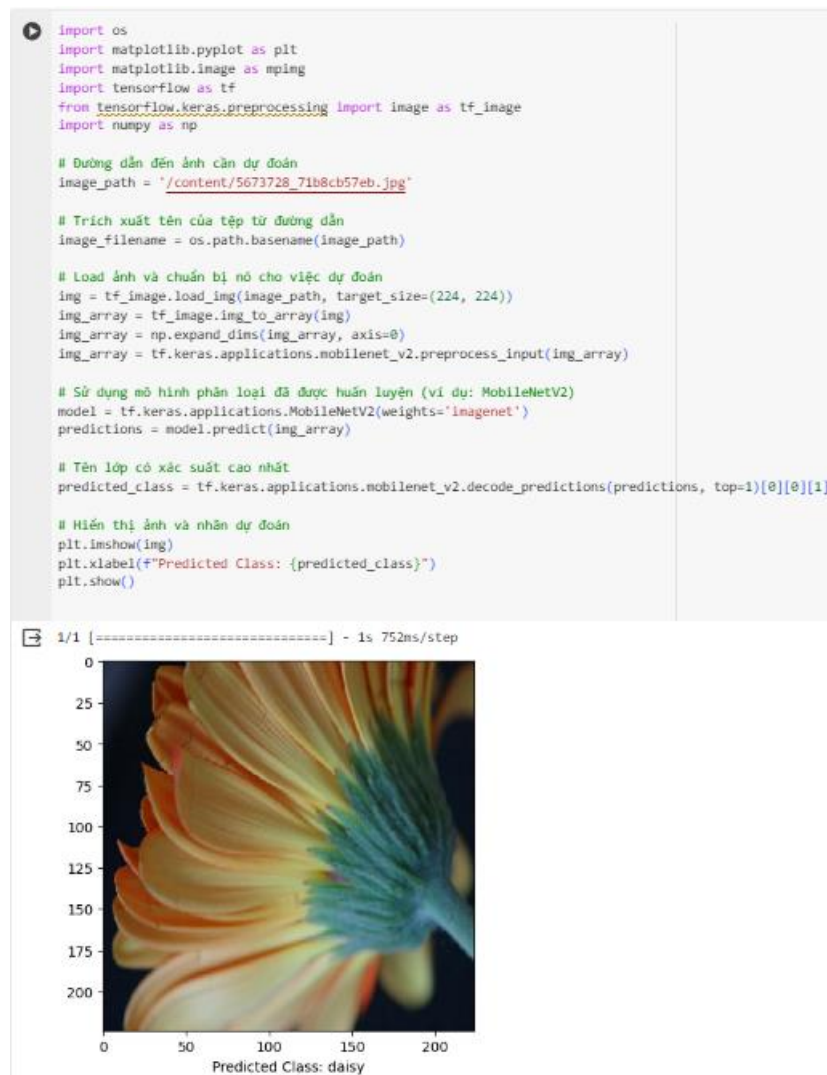 import os
import matplotlib.pyplot as plt
import matplotlib.image as mpimg
import tensorflow as tf
from tensorflow.keras.preprocessing import image as tf_image
import numpy as np
# Đường dẫn đến ảnh cần dự đoán
image_path = '/content/5673728_71b8cb57eb.jpg'
# Trích xuất tên của tệp từ đường dẫn
image_filename = os.path.basename(image_path)
# Load ảnh và chuẩn bị nó cho việc dự đoán
img = tf_image.load_img(image_path, target_size=(224, 224))
img_array = tf_image.img_to_array(img)
img_array = np.expand_dims(img_array, axis=0)
img_array = tf.keras.applications.mobilenet_v2.preprocess_input(img_array)
# Sử dụng mô hình phân loại đã được huấn luyện (ví dụ: MobileNetV2)
model = tf.keras.applications.MobileNetV2(weights='imagenet')
predictions = model.predict(img_array)
# Tên lớp có xác suất cao nhất
predicted_class = tf.keras.applications.mobilenet_v2.decode_predictions(predictions, top=1)[0][0][1]
# Hiển thị ảnh và nhãn dự đoán
plt.imshow(img)
plt.xlabel(f"Predicted Class: {predicted_class}")
plt.show()
1/1 [==============================] - 1s 752ms/step
0
25
50
75
100
125
150
175
200
0 50 100 150 200
Predicted Class: daisy